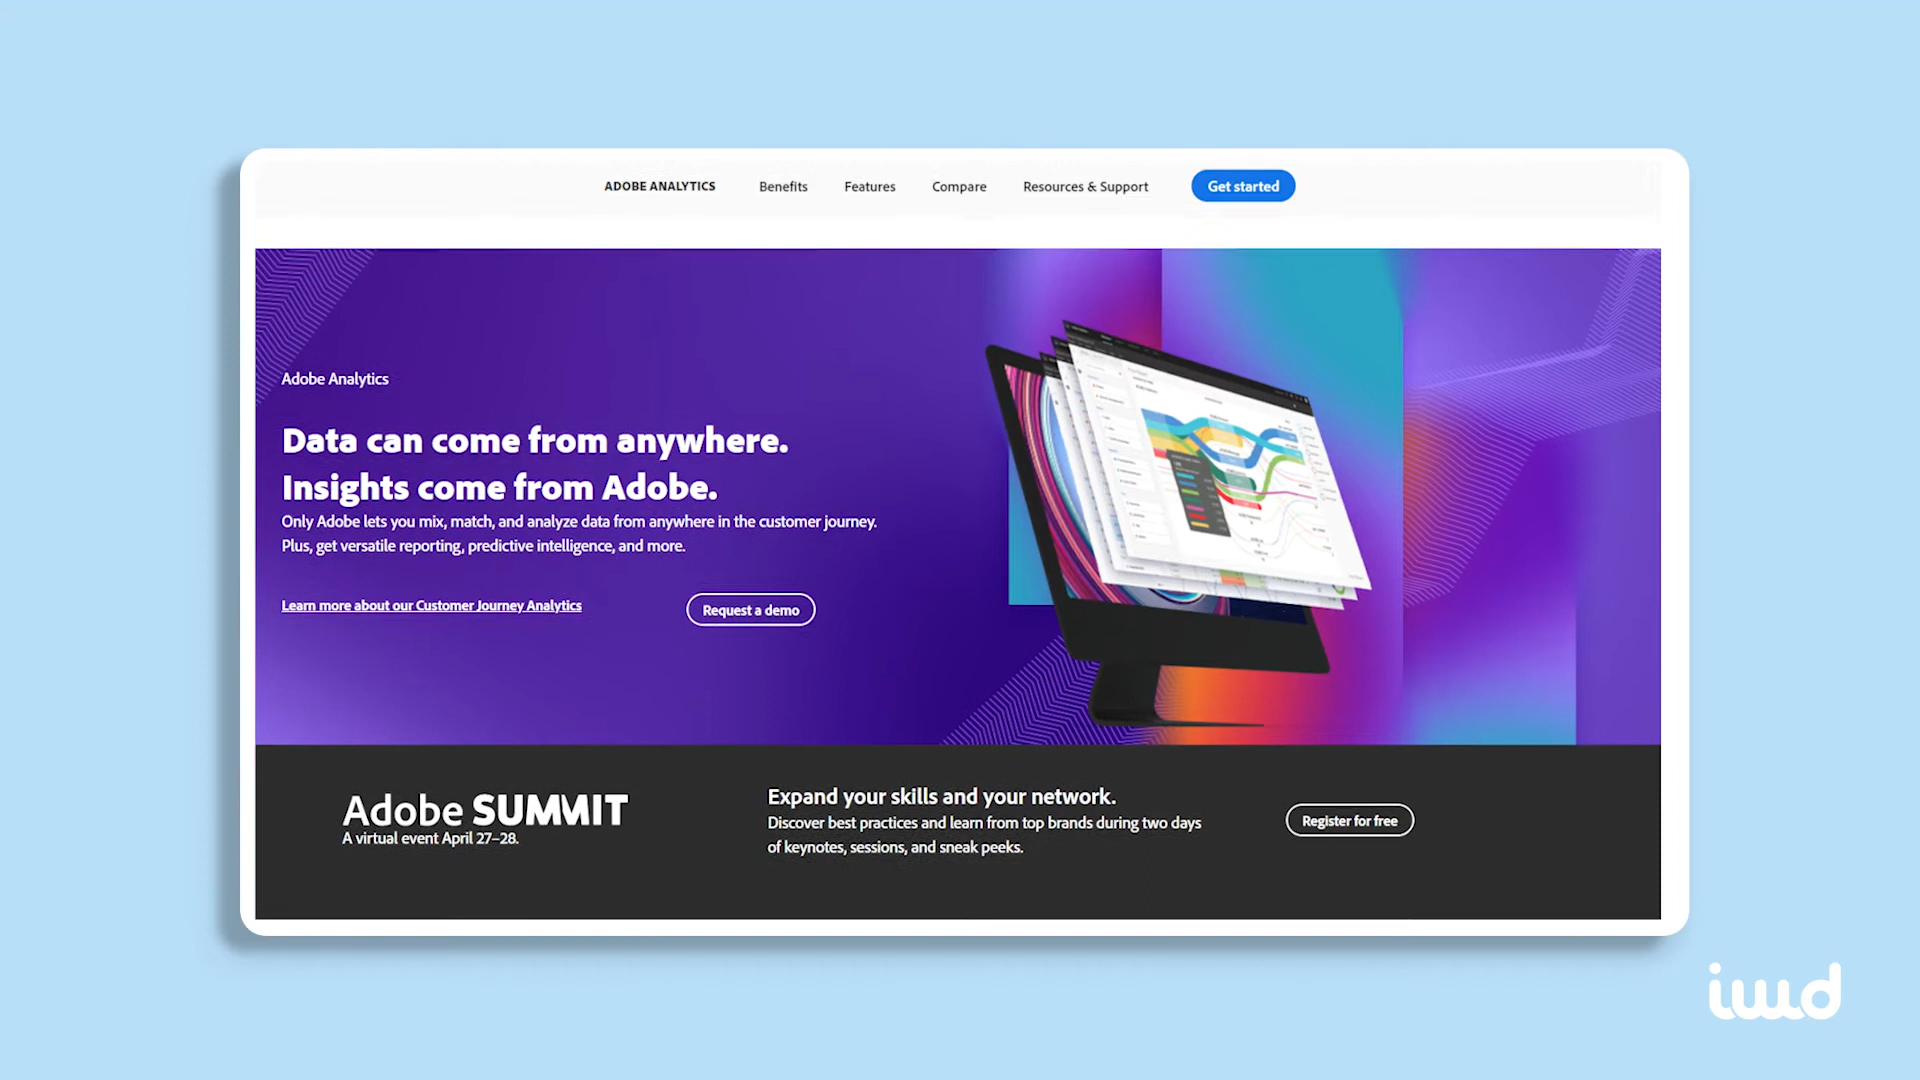 ADOBE ANALYTICS Benefits Features Compare Resources & Support Get started
Adobe Analytics
Data can come from anywhere.
Insights come from Adobe.
Only Adobe lets you mix, match, and analyze data from anywhere in the customer journey.
Plus, get versatile reporting, predictive intelligence, and more.
Learn more about our Customer Journey Analytics
Request a demo
Adobe SUMMIT
A virtual event April 27–28.
Expand your skills and your network.
Discover best practices and learn from top brands during two days
of keynotes, sessions, and sneak peeks.
Register for free
iwd